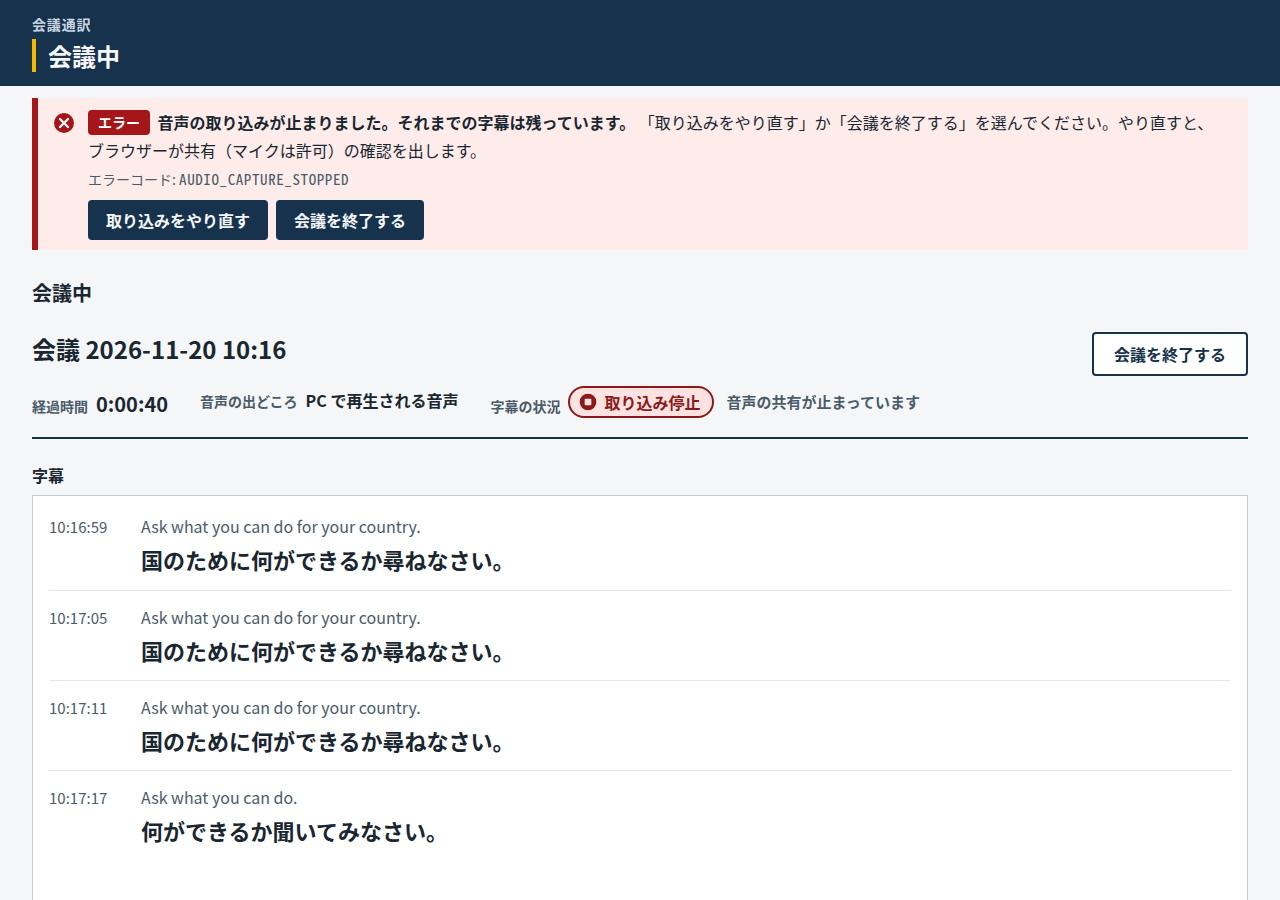 会議通訳
会議中
エラー 音声の取り込みが止まりました。それまでの字幕は残っています。 「取り込みをやり直す」か「会議を終了する」を選んでください。やり直すと、
ブラウザーが共有（マイクは許可）の確認を出します。
エラーコード: AUDIO_CAPTURE_STOPPED
取り込みをやり直す 会議を終了する
会議中
会議 2026-11-20 10:16 会議を終了する
経過時間 0:00:40 音声の出どころ PC で再生される音声 字幕の状況 取り込み停止 音声の共有が止まっています
字幕
10:16:59 Ask what you can do for your country.
国のために何ができるか尋ねなさい。
10:17:05 Ask what you can do for your country.
国のために何ができるか尋ねなさい。
10:17:11 Ask what you can do for your country.
国のために何ができるか尋ねなさい。
10:17:17 Ask what you can do.
何ができるか聞いてみなさい。